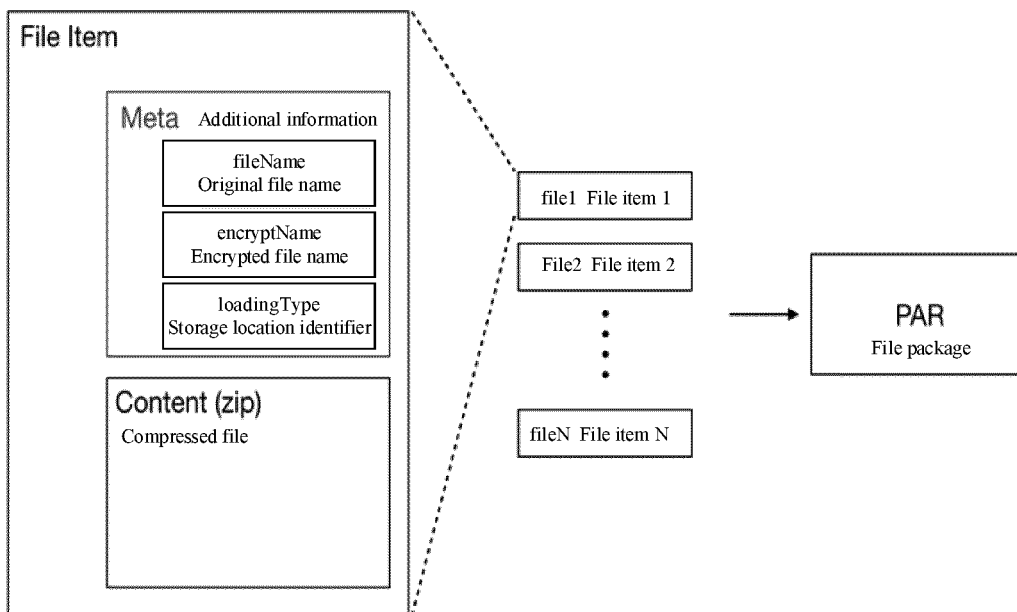 File Item
Meta Additional information
fileName
Original file name
encryptName
Encrypted file name
loadingType
Storage location identifier
Content (zip)
Compressed file
file1 File item 1
File2 File item 2
fileN File item N
PAR
File package